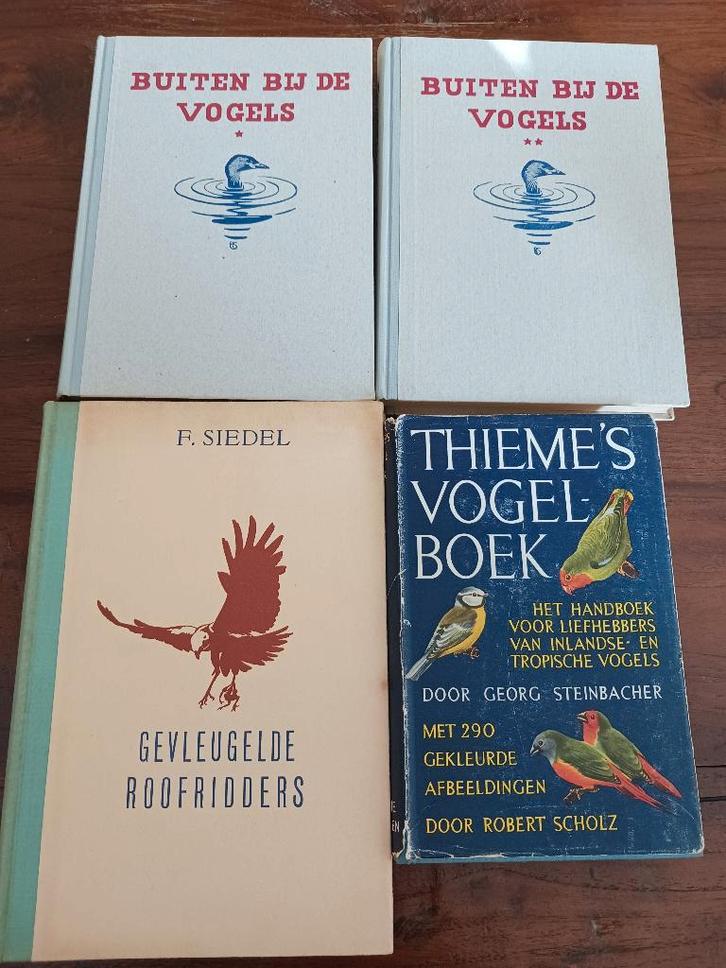 BUITEN BIJ DE
VOGELS
*
BUITEN BIJ DE
VOGELS
**
F. SIEDEL
GEVLEUGELDE
ROOFRIDDERS
THIEME'S
VOGEL-
BOEK
HET HANDBOEK
VOOR LIEFHEBBERS
VAN INLANDSE- EN
TROPISCHE VOGELS
DOOR GEORG STEINBACHER
MET 290
GEKLEURDE
AFBEELDINGEN
DOOR ROBERT SCHOLZ